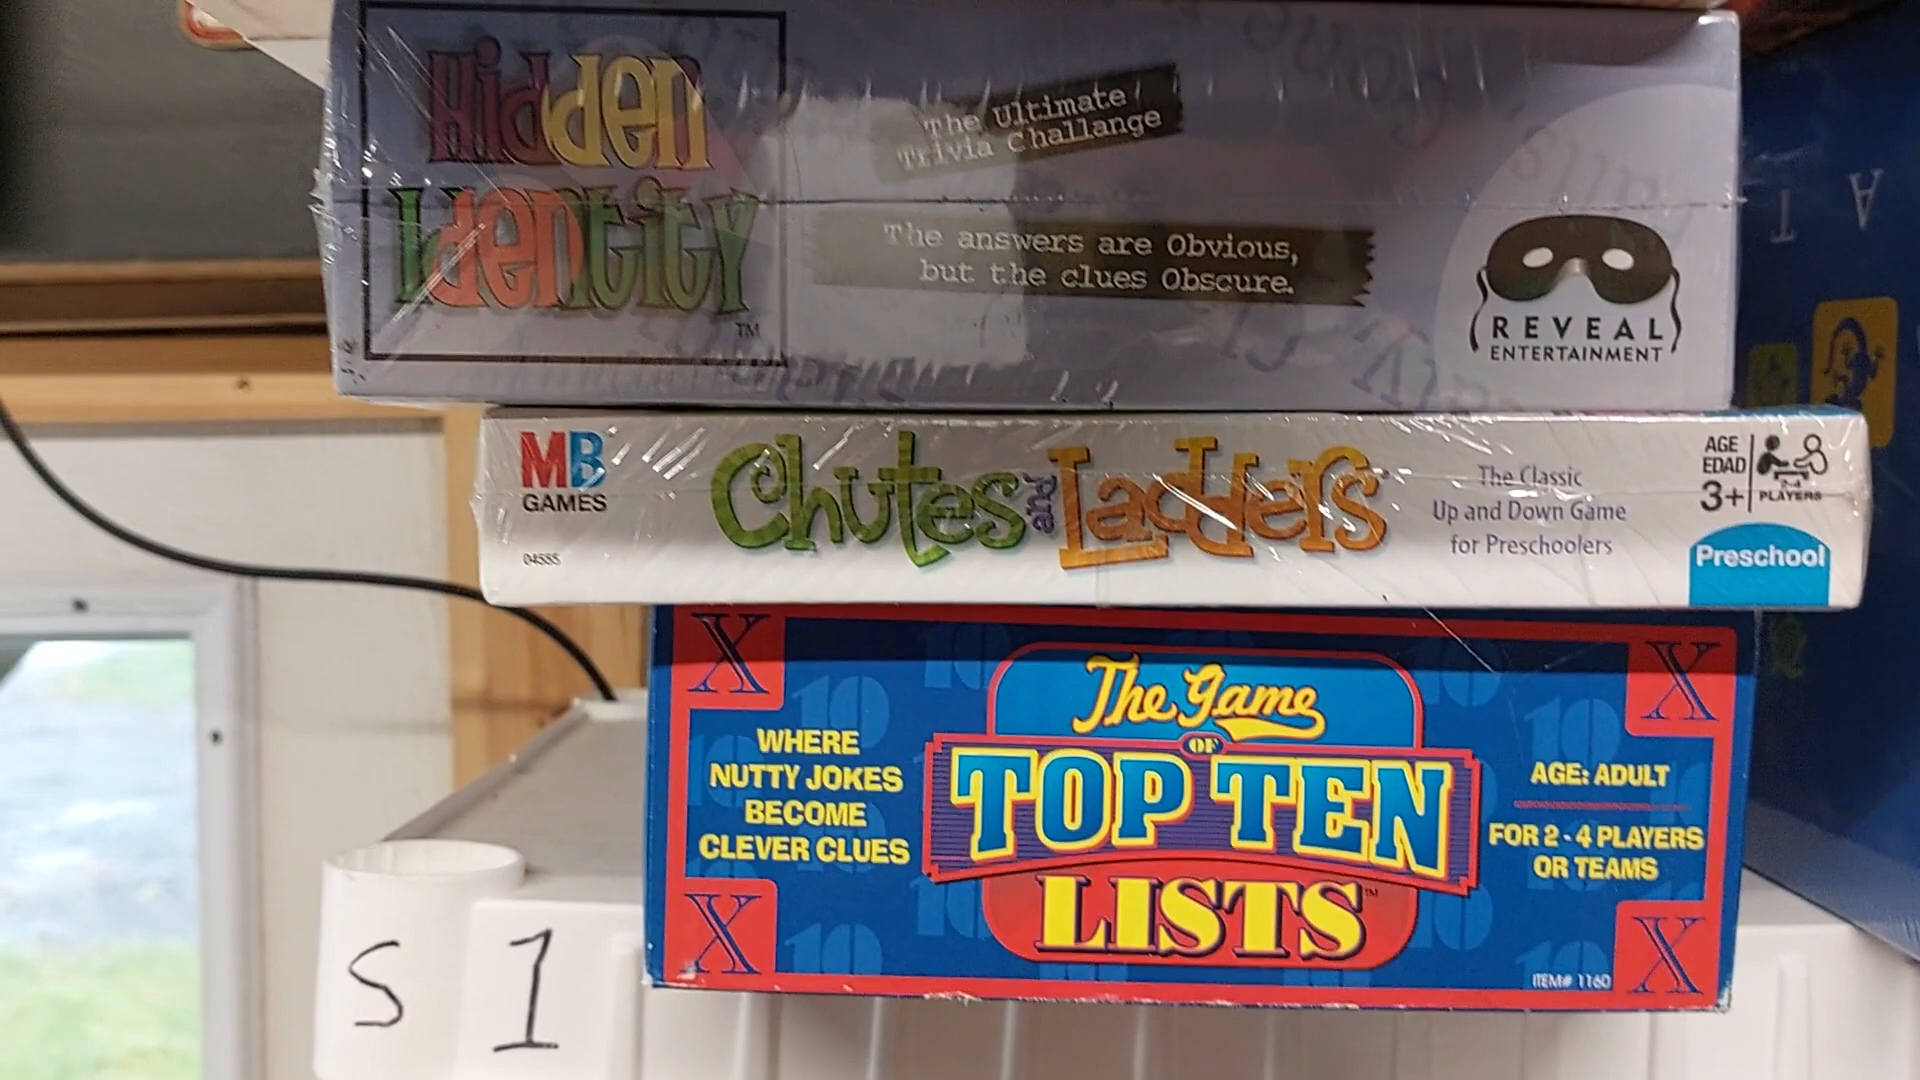 Hidden
Identity
TM
The Ultimate
Trivia Challange
The answers are Obvious,
but the clues Obscure.
REVEAL
ENTERTAINMENT
MB
GAMES
04555
Chutes and Ladders
The Classic
Up and Down Game
for Preschoolers
AGE
EDAD
3+
2-4
PLAYERS
Preschool
X
X
The Game
OF
TOP TEN
LISTS
TM
WHERE
NUTTY JOKES
BECOME
CLEVER CLUES
AGE: ADULT
FOR 2 - 4 PLAYERS
OR TEAMS
X
X
ITEM# 1160
S 1
A T